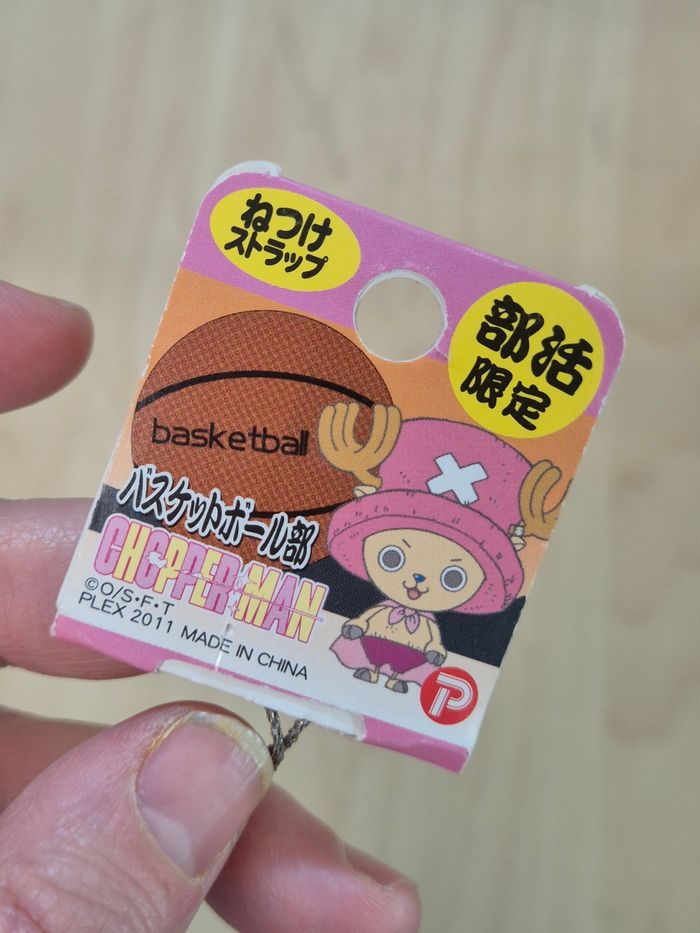 ねつけ
ストラップ
部活
限定
basketball
バスケットボール部
CHOPPER MAN
©O/S・F・T
PLEX 2011 MADE IN CHINA
P